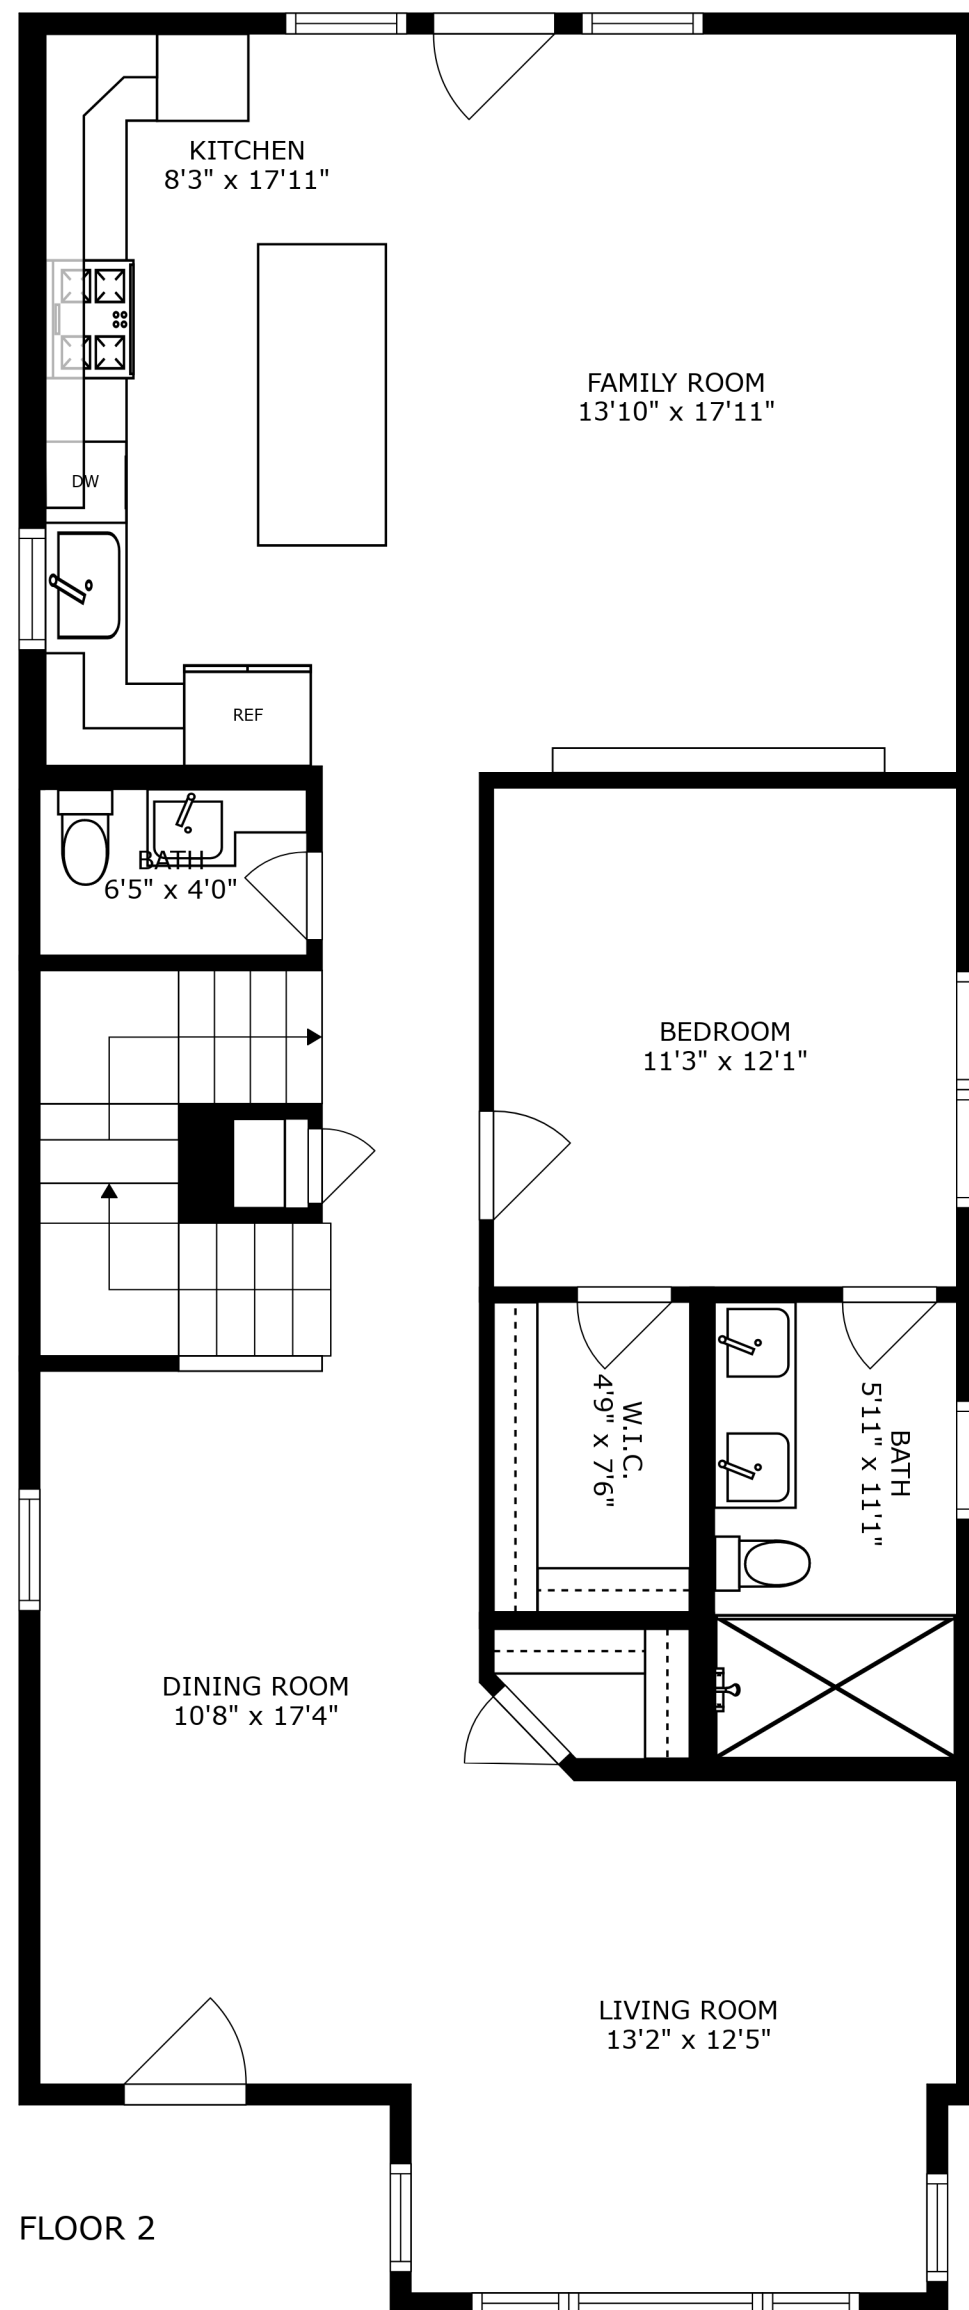 KITCHEN
8'3" x 17'11"
FAMILY ROOM
13'10" x 17'11"
DW
REF
BATH
6'5" x 4'0"
BEDROOM
11'3" x 12'1"
W.I.C.
4'9" x 7'6"
BATH
5'11" x 11'1"
DINING ROOM
10'8" x 17'4"
LIVING ROOM
13'2" x 12'5"
FLOOR 2